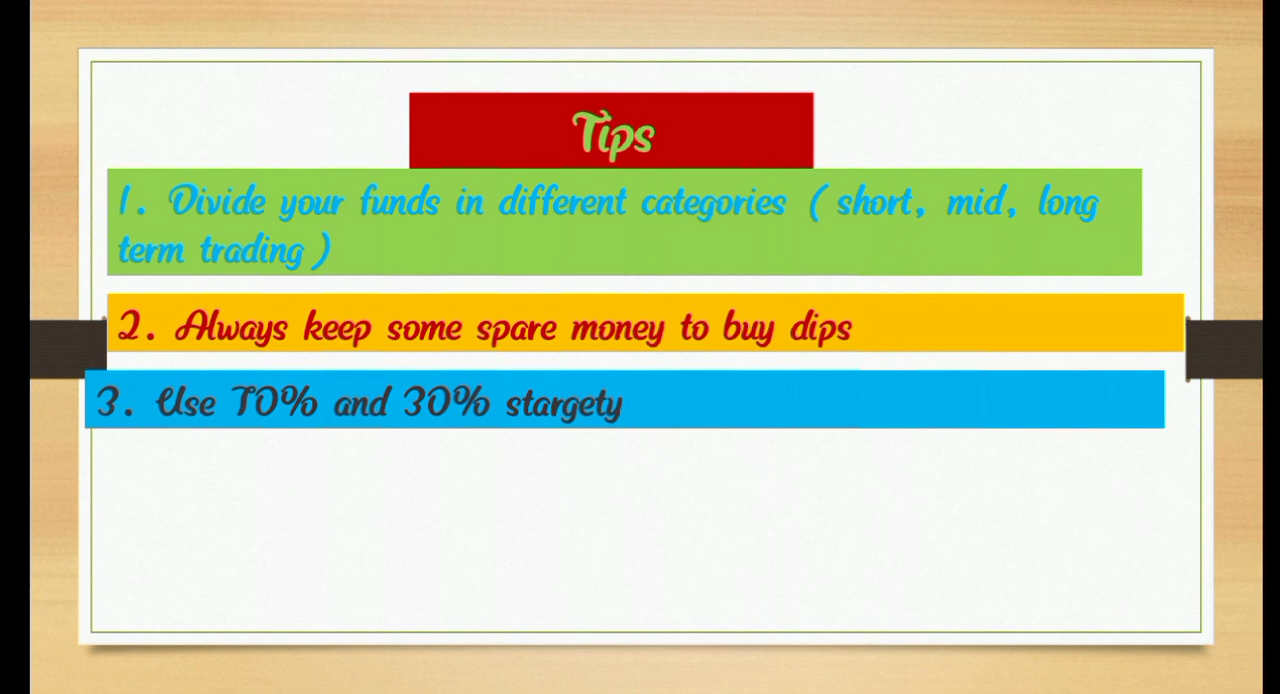 Tips
1. Divide your funds in different categories ( short, mid, long
term trading )
2. Always keep some spare money to buy dips
3. Use 70% and 30% stargety